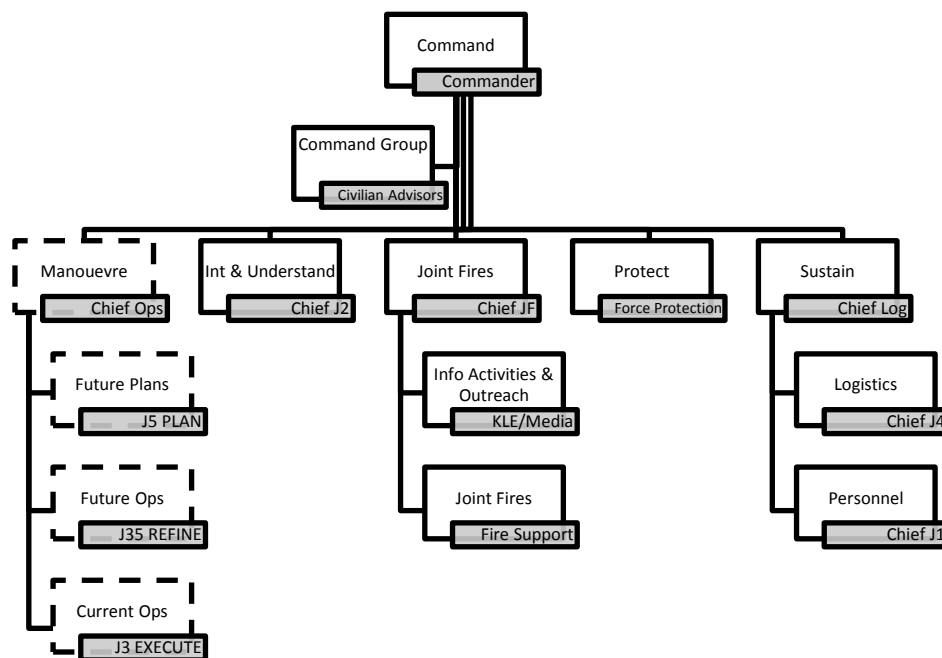 Command
Commander
Command Group
Civilian Advisors
Manouevre
Chief Ops
Int & Understand
Chief J2
Joint Fires
Chief JF
Protect
Force Protection
Sustain
Chief Log
Future Plans
J5 PLAN
Info Activities &
Outreach
KLE/Media
Logistics
Chief J4
Future Ops
J35 REFINE
Joint Fires
Fire Support
Personnel
Chief J1
Current Ops
J3 EXECUTE